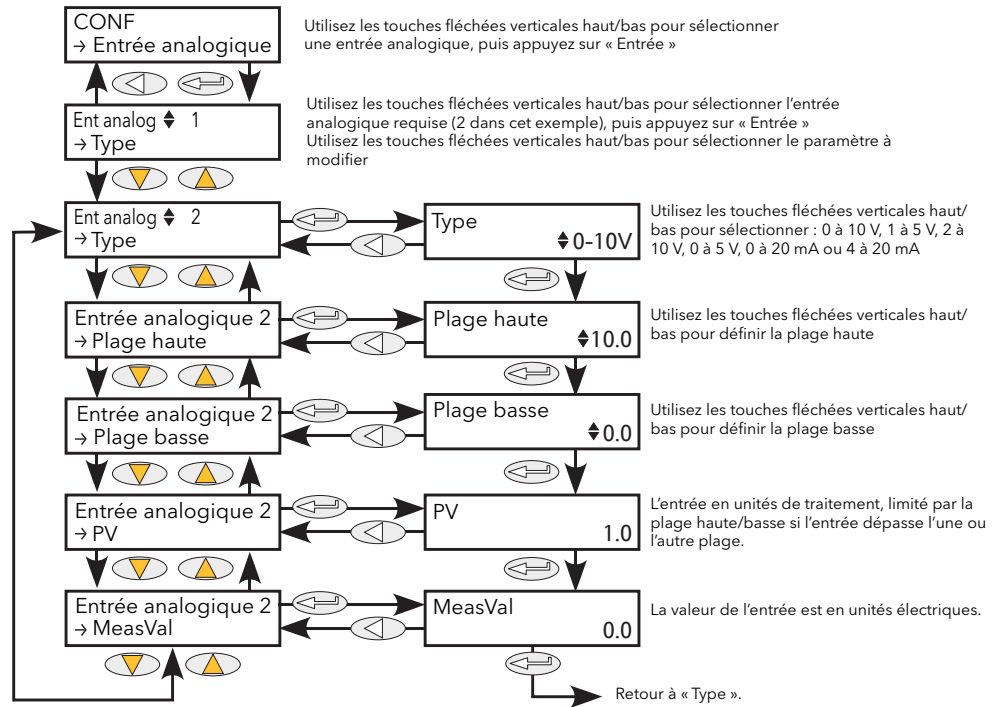 CONF
→ Entrée analogique
Utilisez les touches fléchées verticales haut/bas pour sélectionner
une entrée analogique, puis appuyez sur « Entrée »
Ent analog 1
→ Type
Utilisez les touches fléchées verticales haut/bas pour sélectionner l'entrée
analogique requise (2 dans cet exemple), puis appuyez sur « Entrée »
Utilisez les touches fléchées verticales haut/bas pour sélectionner le paramètre à
modifier
Ent analog 2
→ Type
Type
0-10V
Utilisez les touches fléchées verticales haut/
bas pour sélectionner : 0 à 10 V, 1 à 5 V, 2 à
10 V, 0 à 5 V, 0 à 20 mA ou 4 à 20 mA
Entrée analogique 2
→ Plage haute
Plage haute
10.0
Utilisez les touches fléchées verticales haut/
bas pour définir la plage haute
Entrée analogique 2
→ Plage basse
Plage basse
0.0
Utilisez les touches fléchées verticales haut/
bas pour définir la plage basse
Entrée analogique 2
→ PV
PV
1.0
L'entrée en unités de traitement, limité par la
plage haute/basse si l'entrée dépasse l'une ou
l'autre plage.
Entrée analogique 2
→ MeasVal
MeasVal
0.0
La valeur de l'entrée est en unités électriques.
Retour à « Type ».